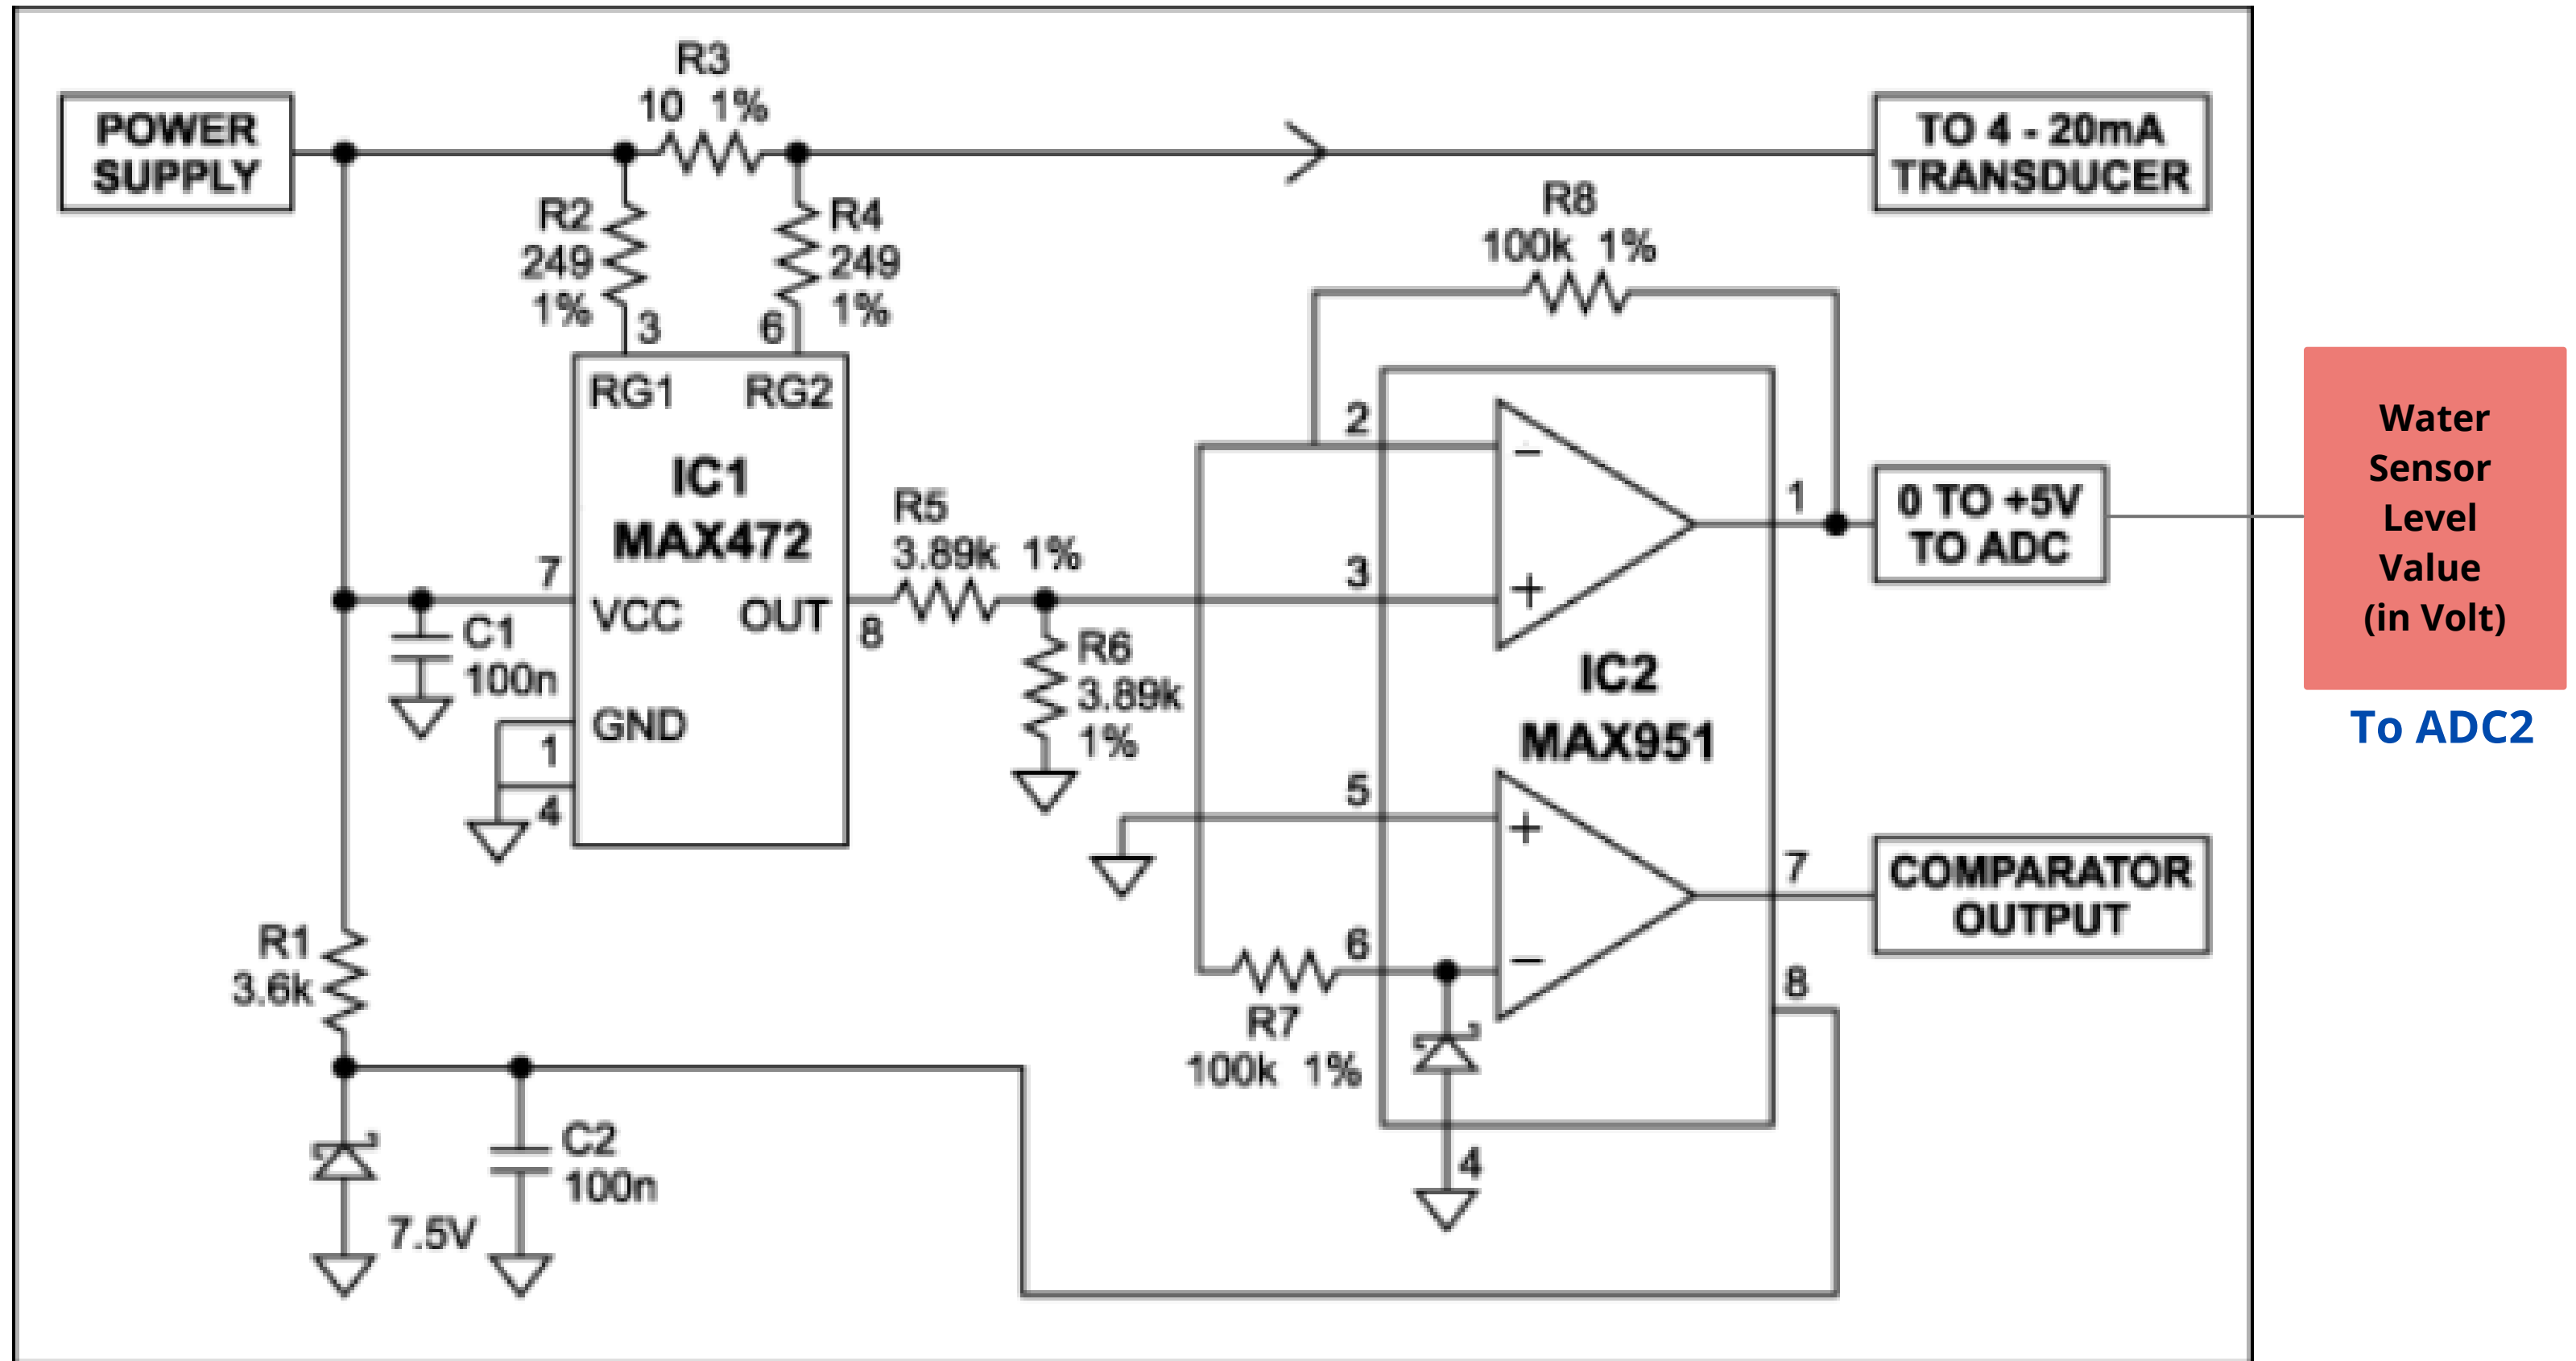 POWER
SUPPLY
R3
10 1%
TO 4 - 20mA
TRANSDUCER
R2
249
1%
R4
249
1%
3
6
R8
100k 1%
RG1
RG2
IC1
MAX472
7
VCC
OUT
8
GND
1
4
C1
100n
R5
3.89k 1%
R6
3.89k
1%
2
−
3
+
1
0 TO +5V
TO ADC
IC2
MAX951
5
+
6
−
7
COMPARATOR
OUTPUT
8
R7
100k 1%
4
R1
3.6k
7.5V
C2
100n
Water
Sensor
Level
Value
(in Volt)
To ADC2